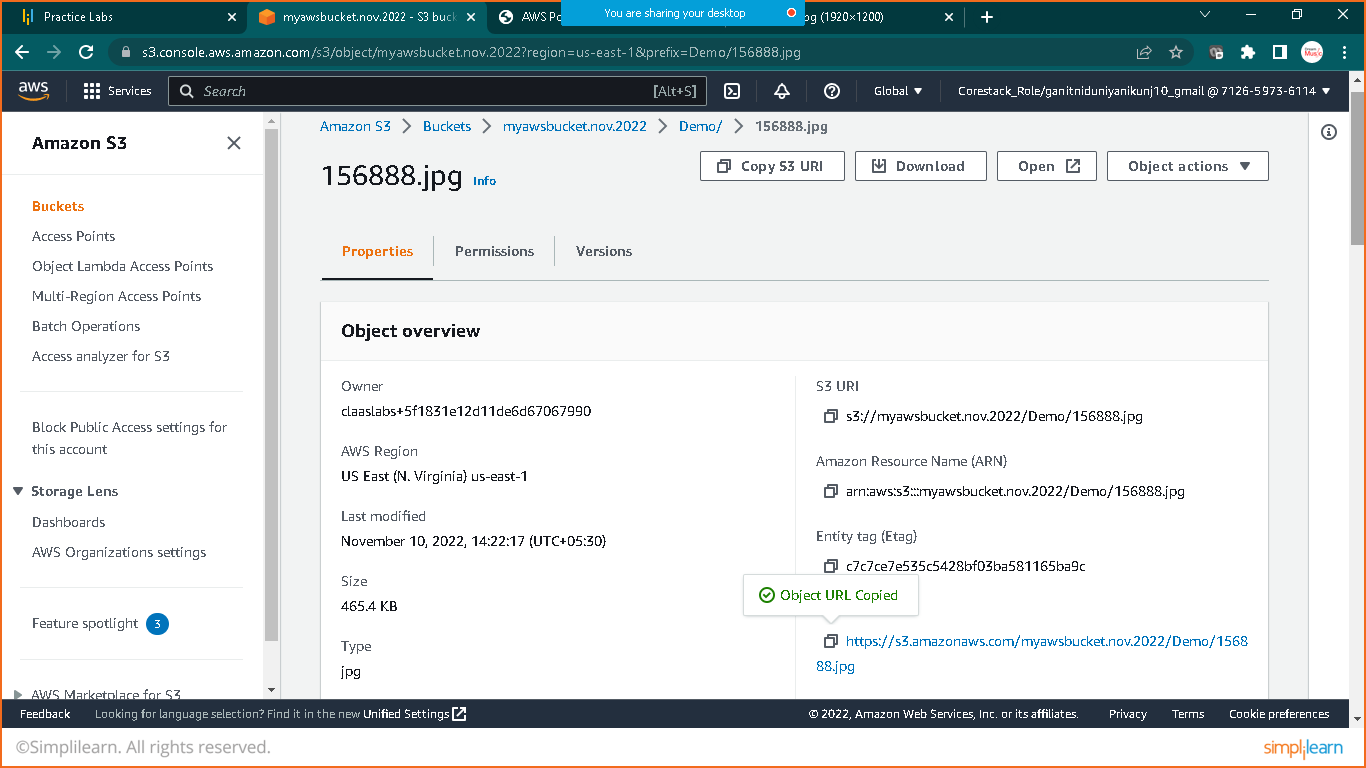 Practice Labs
myawsbucket.nov.2022 - S3 buck
AWS Po
You are sharing your desktop
pg (1920×1200)
s3.console.aws.amazon.com/s3/object/myawsbucket.nov.2022?region=us-east-1&prefix=Demo/156888.jpg
aws
Services
Search
[Alt+S]
Global
Corestack_Role/ganitniduniyanikunj10_gmail @ 7126-5973-6114
Amazon S3
Buckets
Access Points
Object Lambda Access Points
Multi-Region Access Points
Batch Operations
Access analyzer for S3
Block Public Access settings for
this account
Storage Lens
Dashboards
AWS Organizations settings
Feature spotlight 3
AWS Marketplace for S3
Amazon S3 > Buckets > myawsbucket.nov.2022 > Demo/ > 156888.jpg
156888.jpg Info
Copy S3 URI
Download
Open
Object actions
Properties
Permissions
Versions
Object overview
Owner
claaslabs+5f1831e12d11de6d67067990
AWS Region
US East (N. Virginia) us-east-1
Last modified
November 10, 2022, 14:22:17 (UTC+05:30)
Size
465.4 KB
Type
jpg
S3 URI
s3://myawsbucket.nov.2022/Demo/156888.jpg
Amazon Resource Name (ARN)
arn:aws:s3:::myawsbucket.nov.2022/Demo/156888.jpg
Entity tag (Etag)
c7c7ce7e535c5428bf03ba581165ba9c
Object URL Copied
https://s3.amazonaws.com/myawsbucket.nov.2022/Demo/1568
88.jpg
Feedback
Looking for language selection? Find it in the new Unified Settings
© 2022, Amazon Web Services, Inc. or its affiliates.
Privacy
Terms
Cookie preferences
©Simplilearn. All rights reserved.
simplilearn